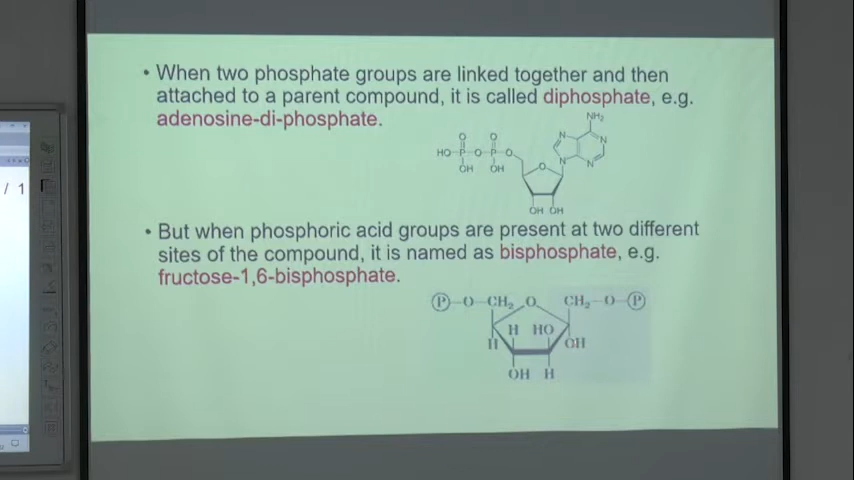 • When two phosphate groups are linked together and then
attached to a parent compound, it is called diphosphate, e.g.
adenosine-di-phosphate.
NH₂
O O N N
HO P O P O O N N
OH OH
OH OH
• But when phosphoric acid groups are present at two different
sites of the compound, it is named as bisphosphate, e.g.
fructose-1,6-bisphosphate.
Ⓟ–O–CH₂ O CH₂–O–Ⓟ
H HO
H OH
OH H
/ 1